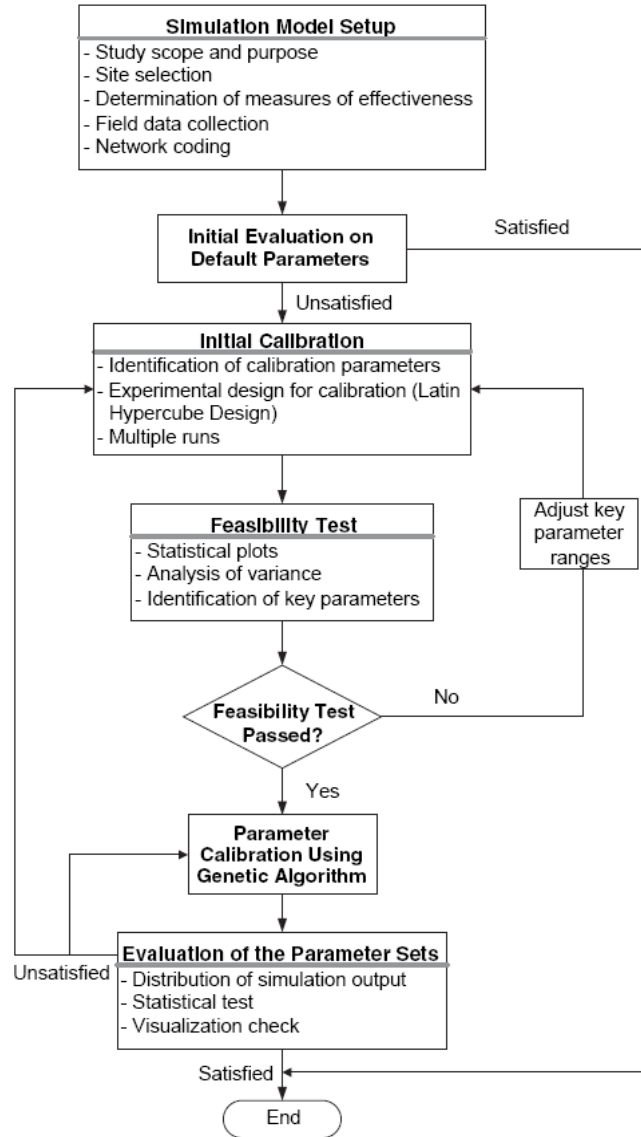 Simulation Model Setup
- Study scope and purpose
- Site selection
- Determination of measures of effectiveness
- Field data collection
- Network coding
Initial Evaluation on
Default Parameters
Satisfied
Unsatisfied
Initial Calibration
- Identification of calibration parameters
- Experimental design for calibration (Latin
Hypercube Design)
- Multiple runs
Feasibility Test
- Statistical plots
- Analysis of variance
- Identification of key parameters
Adjust key
parameter
ranges
Feasibility Test
Passed?
No
Yes
Parameter
Calibration Using
Genetic Algorithm
Unsatisfied
Evaluation of the Parameter Sets
- Distribution of simulation output
- Statistical test
- Visualization check
Satisfied
End